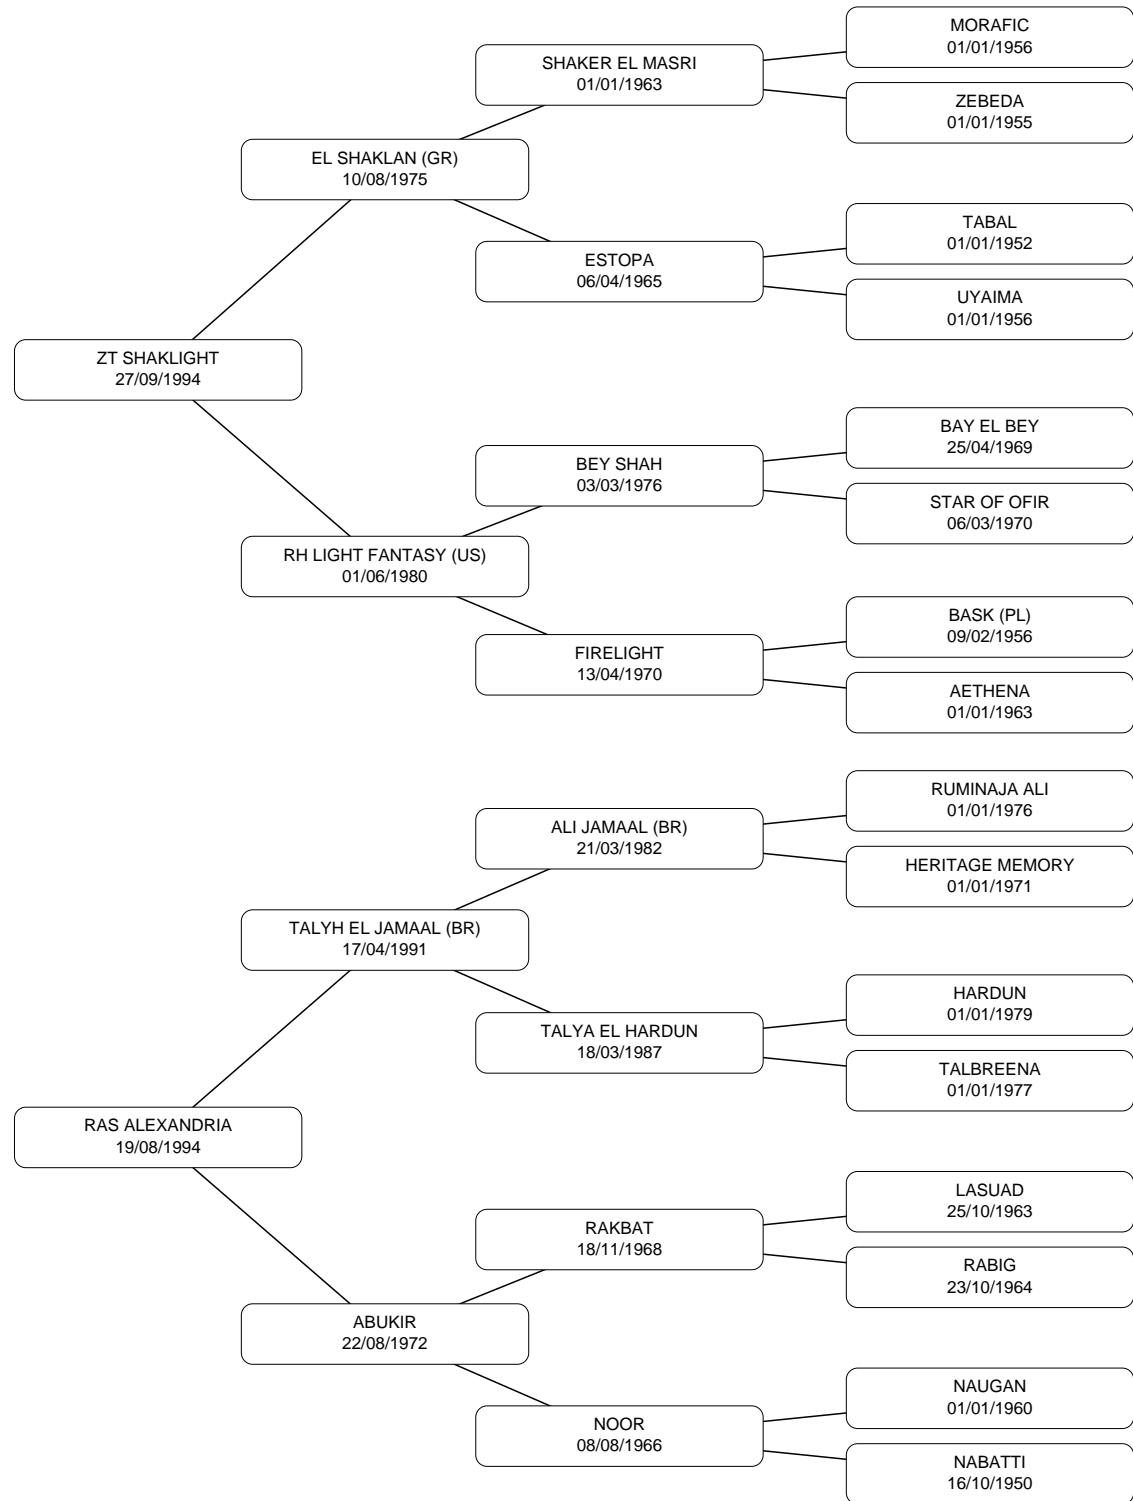 MORAFIC
01/01/1956
SHAKER EL MASRI
01/01/1963
ZEBEDA
01/01/1955
EL SHAKLAN (GR)
10/08/1975
TABAL
01/01/1952
ESTOPA
06/04/1965
UYAIMA
01/01/1956
ZT SHAKLIGHT
27/09/1994
BAY EL BEY
25/04/1969
BEY SHAH
03/03/1976
STAR OF OFIR
06/03/1970
RH LIGHT FANTASY (US)
01/06/1980
BASK (PL)
09/02/1956
FIRELIGHT
13/04/1970
AETHENA
01/01/1963
RUMINAJA ALI
01/01/1976
ALI JAMAAL (BR)
21/03/1982
HERITAGE MEMORY
01/01/1971
TALYH EL JAMAAL (BR)
17/04/1991
HARDUN
01/01/1979
TALYA EL HARDUN
18/03/1987
TALBREENA
01/01/1977
RAS ALEXANDRIA
19/08/1994
LASUAD
25/10/1963
RAKBAT
18/11/1968
RABIG
23/10/1964
ABUKIR
22/08/1972
NAUGAN
01/01/1960
NOOR
08/08/1966
NABATTI
16/10/1950